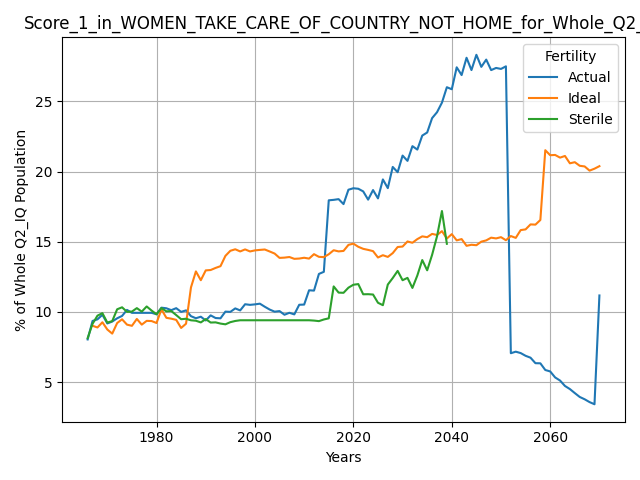 Score_1_in_WOMEN_TAKE_CARE_OF_COUNTRY_NOT_HOME_for_Whole_Q2_
Fertility
Actual
Ideal
Sterile
% of Whole Q2_IQ Population
25
20
15
10
5
1980 2000 2020 2040 2060
Years